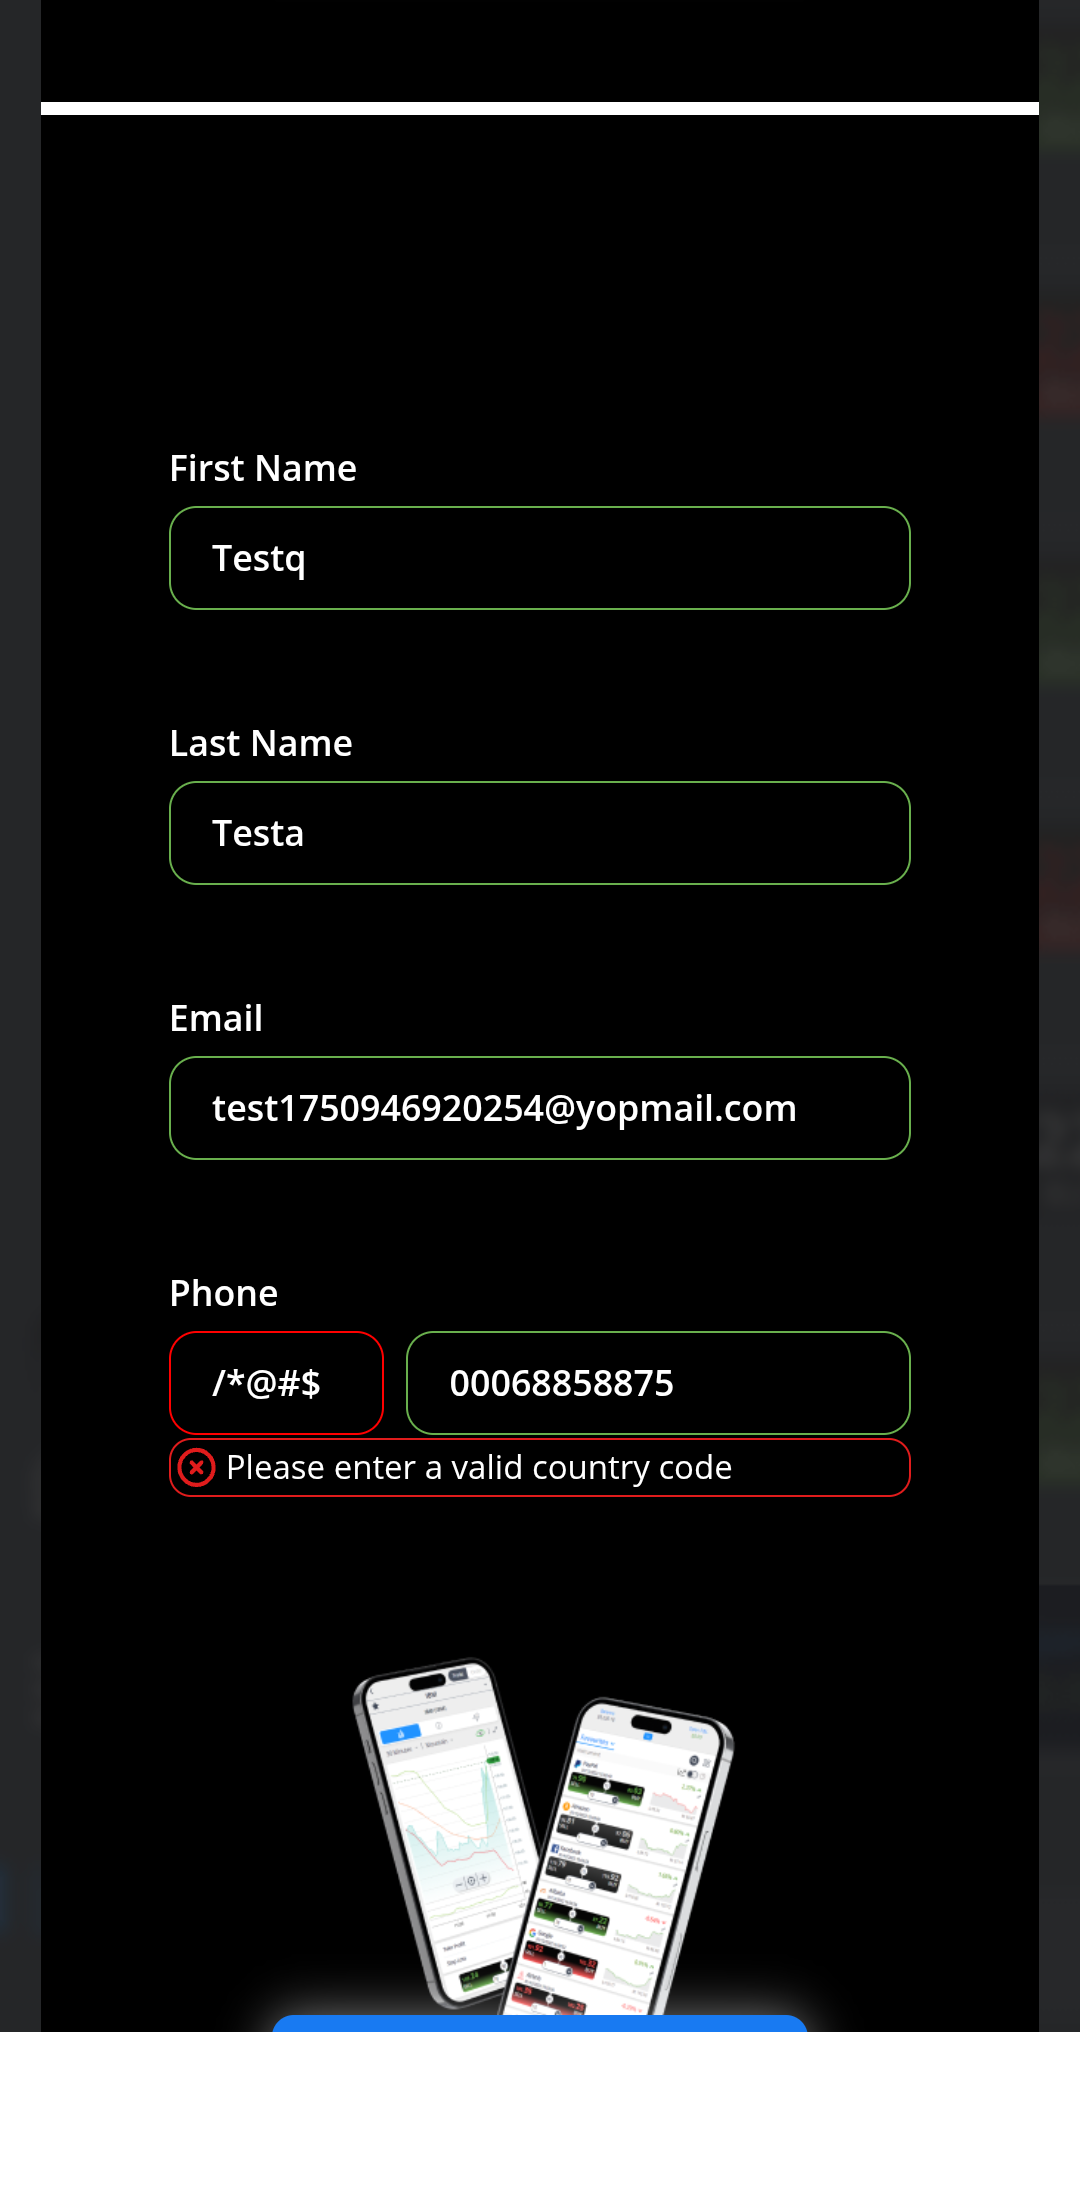 First Name
Testq
Last Name
Testa
Email
test1750946920254@yopmail.com
Phone
/*@#$
00068858875
Please enter a valid country code